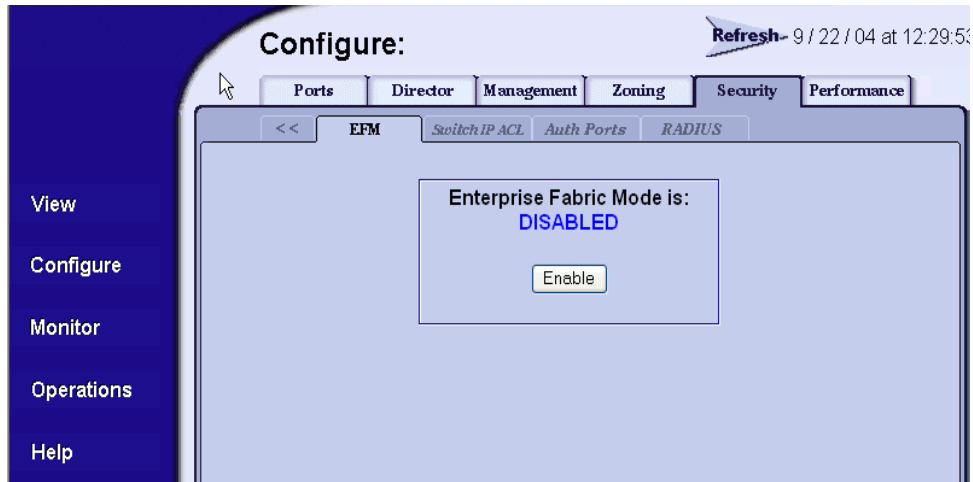 Configure:
Refresh- 9 / 22 / 04 at 12:29:53
Ports Director Management Zoning Security Performance
<< EFM Switch IP ACL Auth Ports RADIUS
Enterprise Fabric Mode is:
DISABLED
Enable
View
Configure
Monitor
Operations
Help